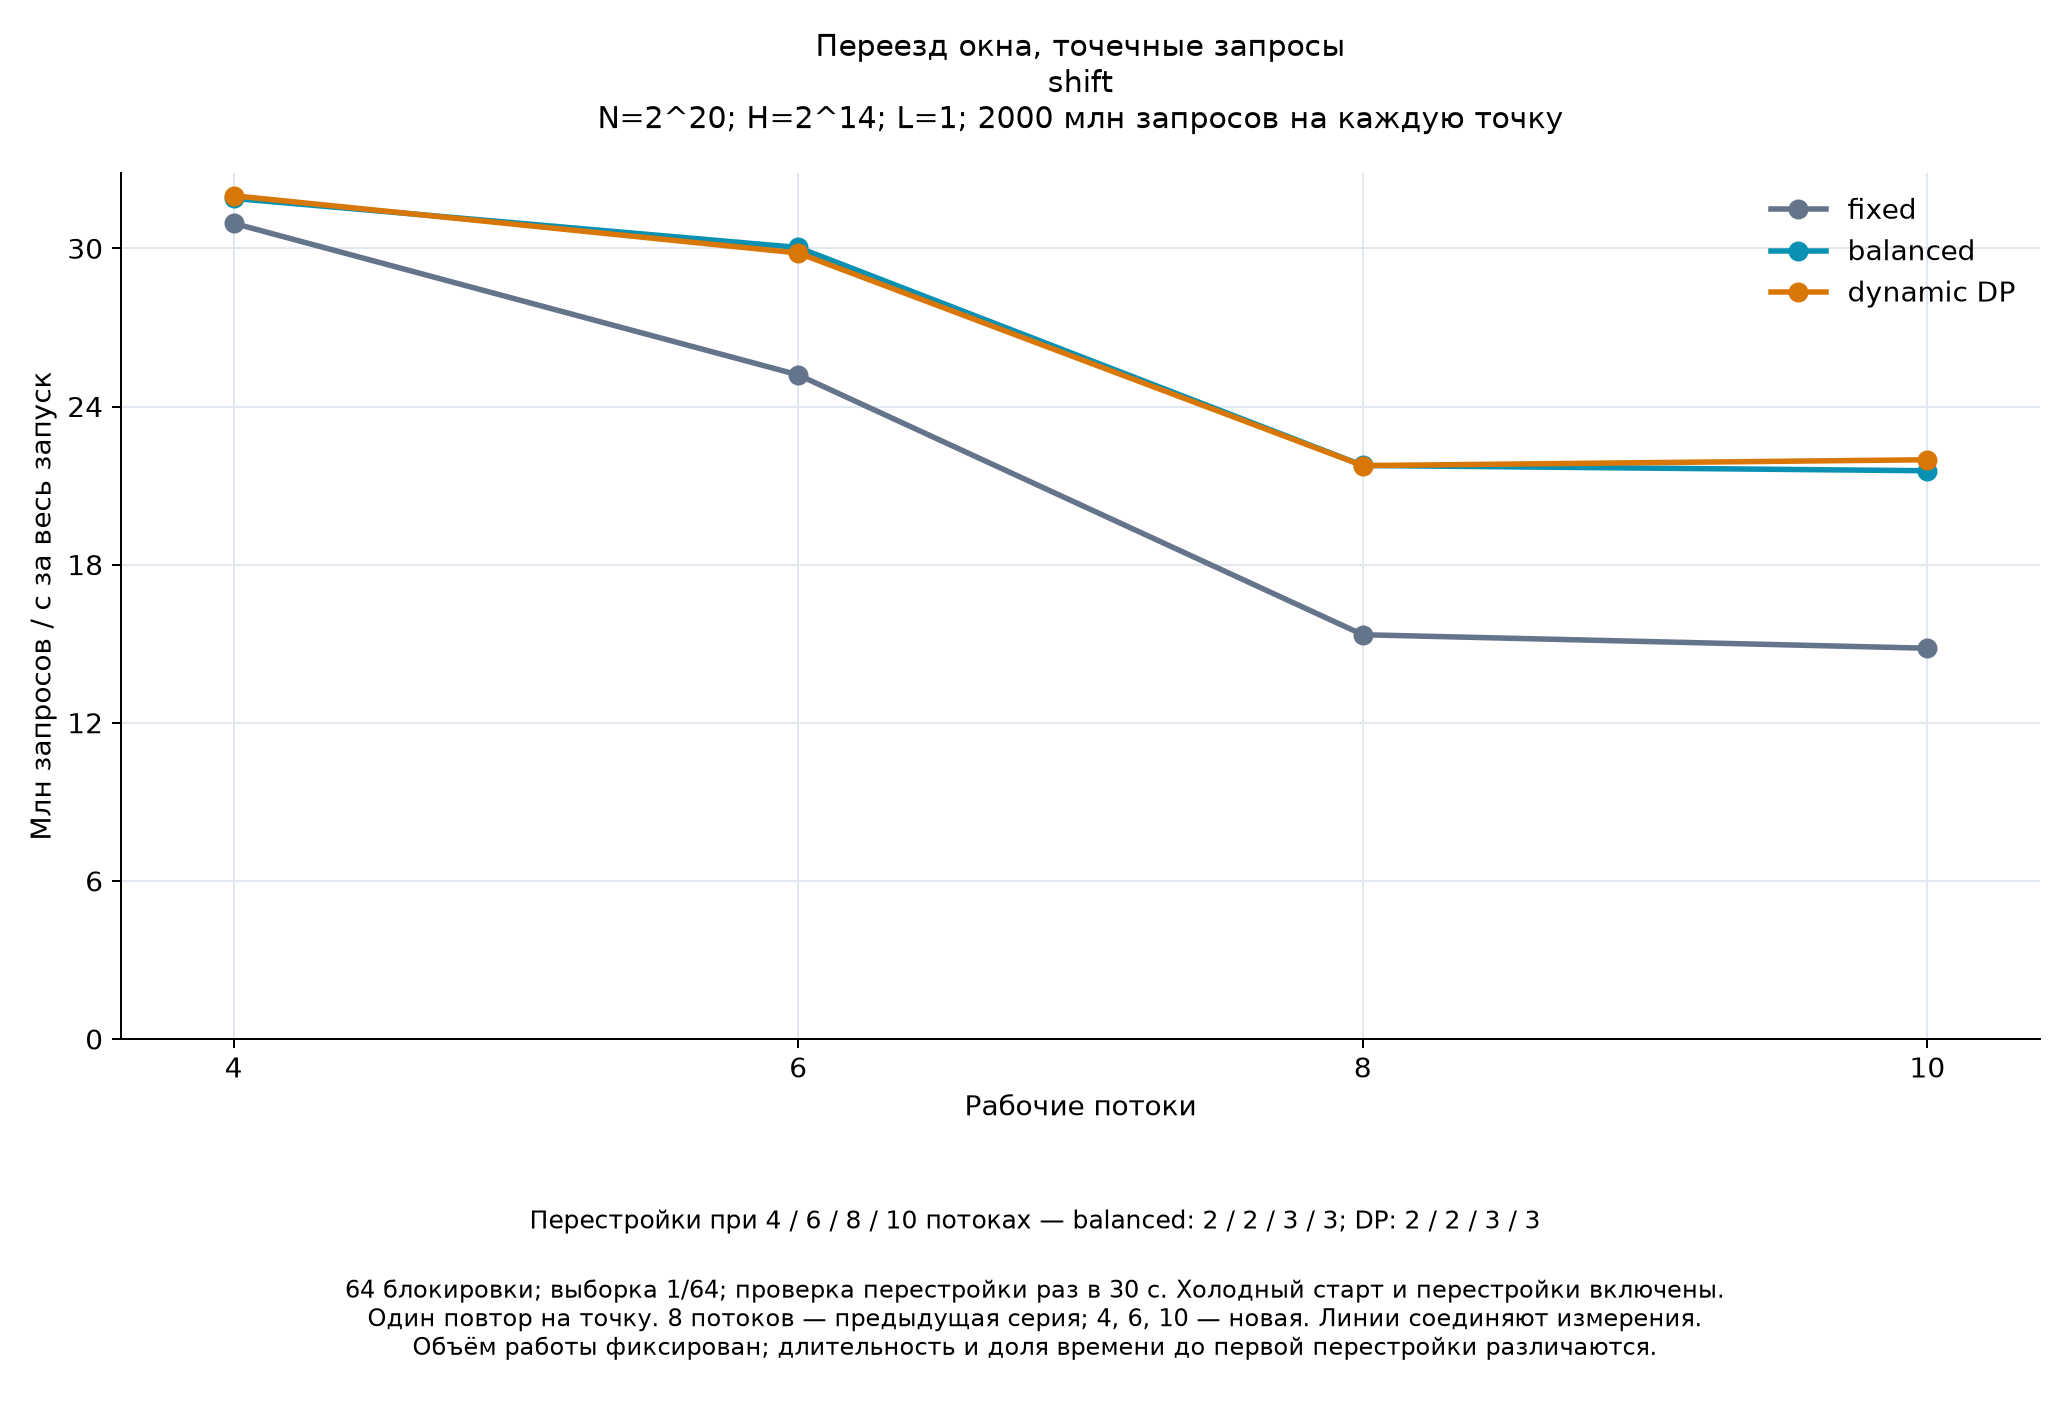 Переезд окна, точечные запросы
shift
N=2^20; H=2^14; L=1; 2000 млн запросов на каждую точку
Млн запросов / с за весь запуск
30
24
18
12
6
0
fixed
balanced
dynamic DP
4
6
8
10
Рабочие потоки
Перестройки при 4 / 6 / 8 / 10 потоках — balanced: 2 / 2 / 3 / 3; DP: 2 / 2 / 3 / 3
64 блокировки; выборка 1/64; проверка перестройки раз в 30 с. Холодный старт и перестройки включены.
Один повтор на точку. 8 потоков — предыдущая серия; 4, 6, 10 — новая. Линии соединяют измерения.
Объём работы фиксирован; длительность и доля времени до первой перестройки различаются.